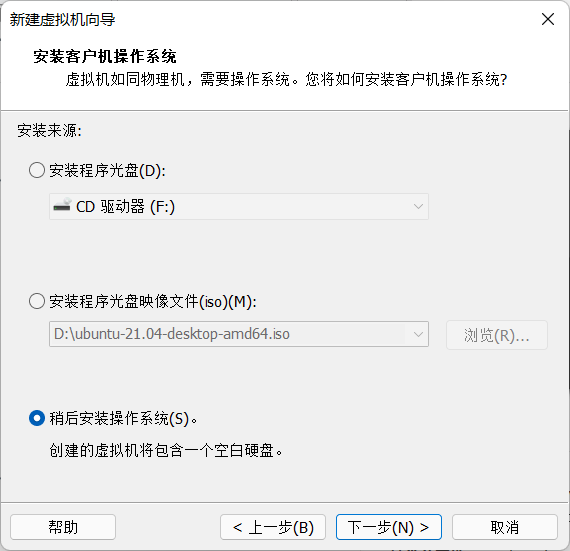 新建虚拟机向导
安装客户机操作系统
虚拟机如同物理机，需要操作系统。您将如何安装客户机操作系统?
安装来源:
安装程序光盘(D):
CD 驱动器 (F:)
安装程序光盘映像文件(iso)(M):
D:\ubuntu-21.04-desktop-amd64.iso
浏览(R)...
稍后安装操作系统(S)。
创建的虚拟机将包含一个空白硬盘。
帮助
< 上一步(B)
下一步(N) >
取消